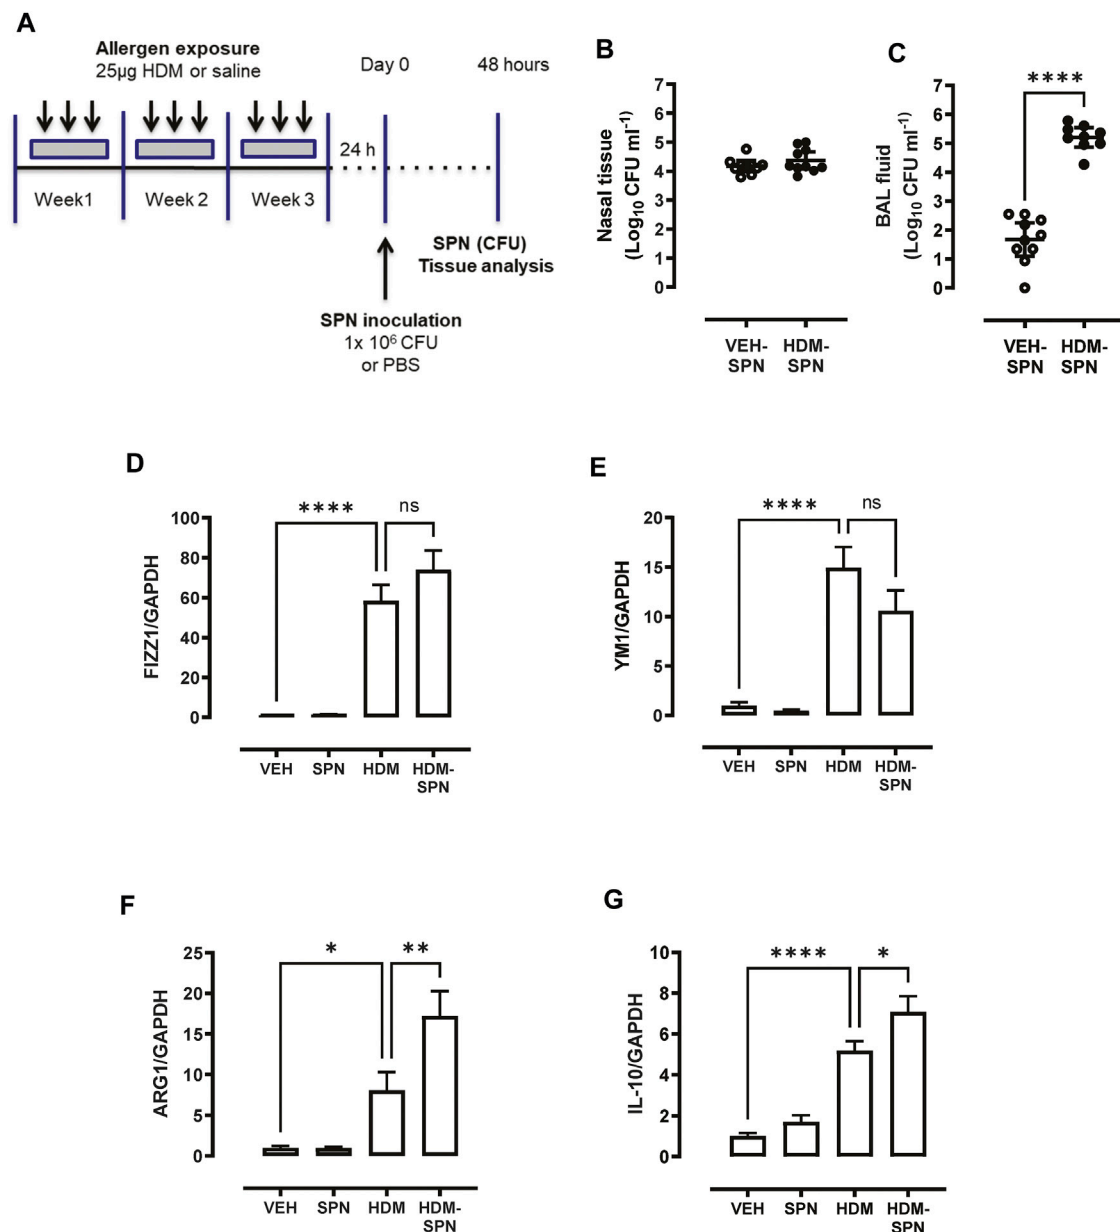 A
Allergen exposure
25µg HDM or saline
Day 0
48 hours
24 h
Week1
Week 2
Week 3
SPN (CFU)
Tissue analysis
SPN inoculation
1x 10⁶ CFU
or PBS
B
Nasal tissue
(Log₁₀ CFU ml⁻¹)
7
6
5
4
3
2
1
0
VEH-
SPN
HDM-
SPN
C
BAL fluid
(Log₁₀ CFU ml⁻¹)
7
6
5
4
3
2
1
0
****
VEH-
SPN
HDM-
SPN
D
FIZZ1/GAPDH
100
80
60
40
20
0
****
ns
VEH
SPN
HDM
HDM-
SPN
E
YM1/GAPDH
20
15
10
5
0
****
ns
VEH
SPN
HDM
HDM-
SPN
F
ARG1/GAPDH
25
20
15
10
5
0
*
**
VEH
SPN
HDM
HDM-
SPN
G
IL-10/GAPDH
10
8
6
4
2
0
****
*
VEH
SPN
HDM
HDM-
SPN